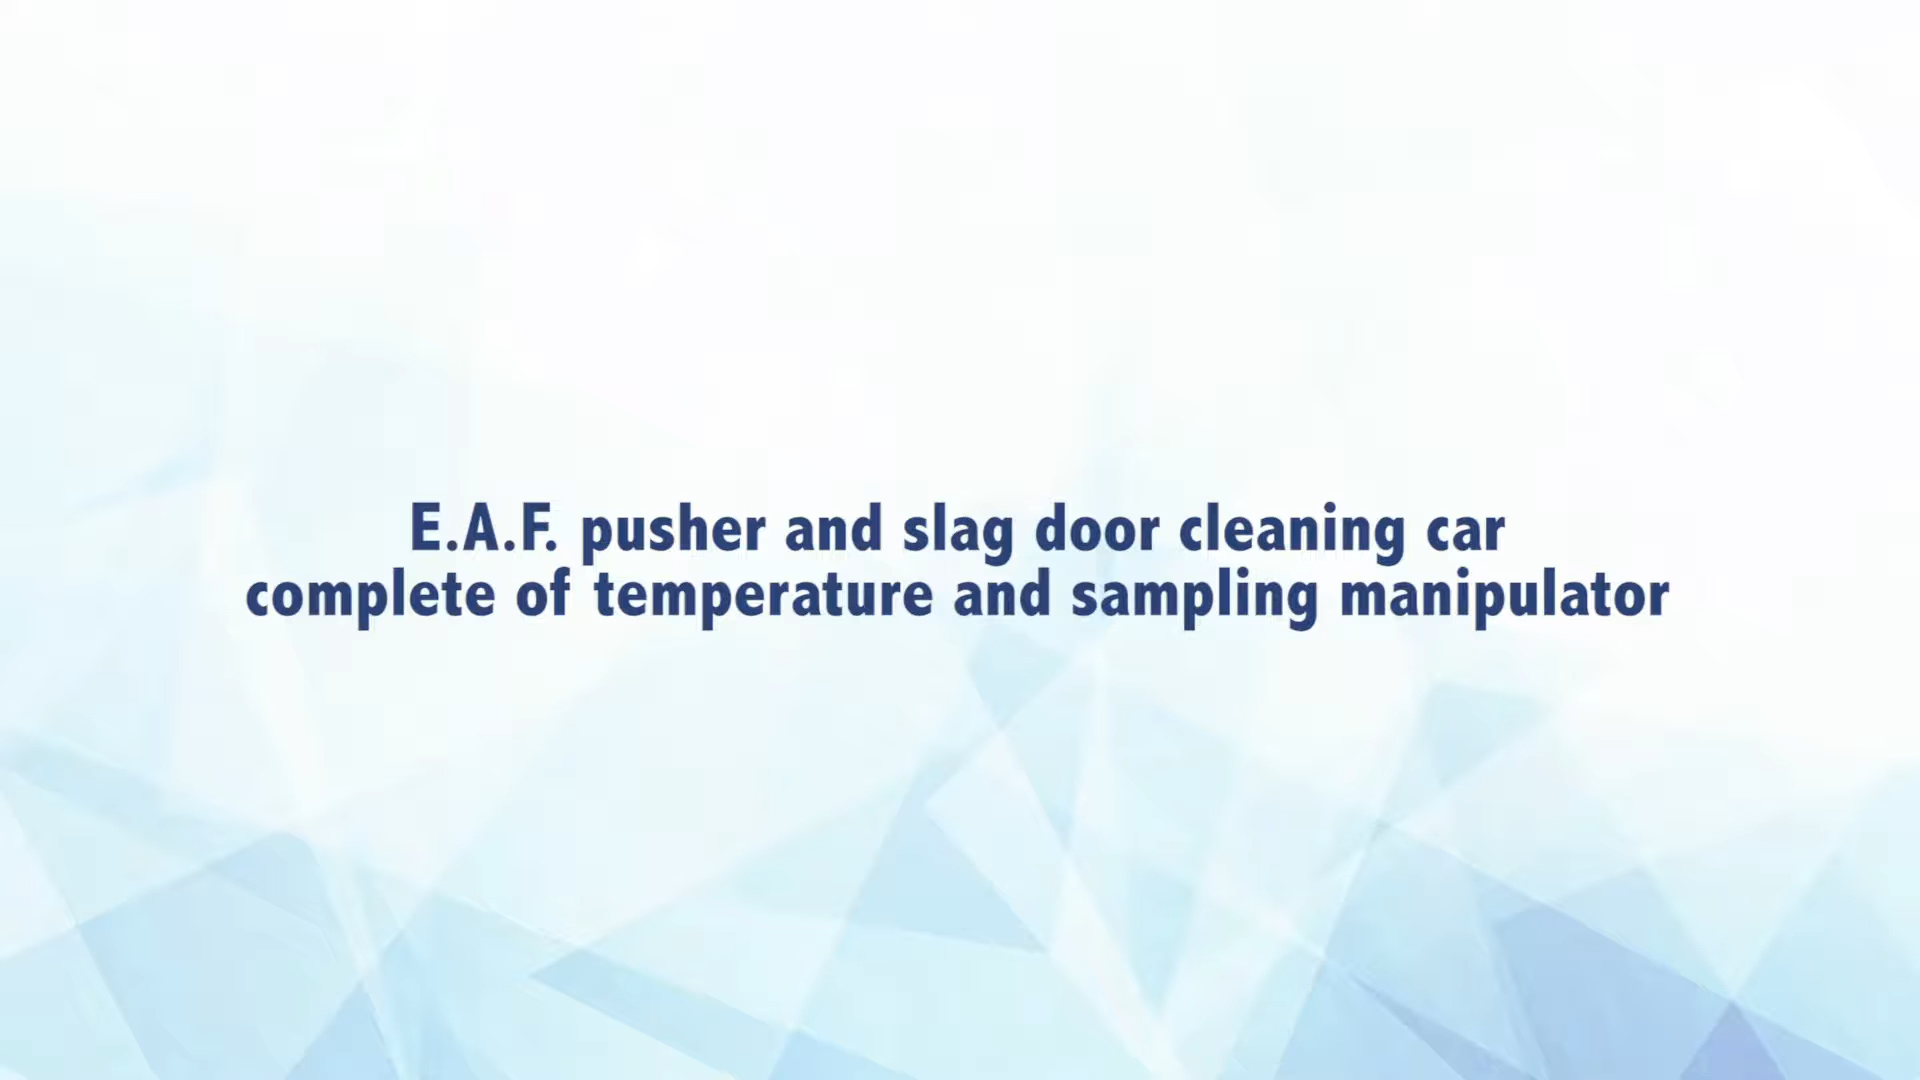 E.A.F. pusher and slag door cleaning car
complete of temperature and sampling manipulator